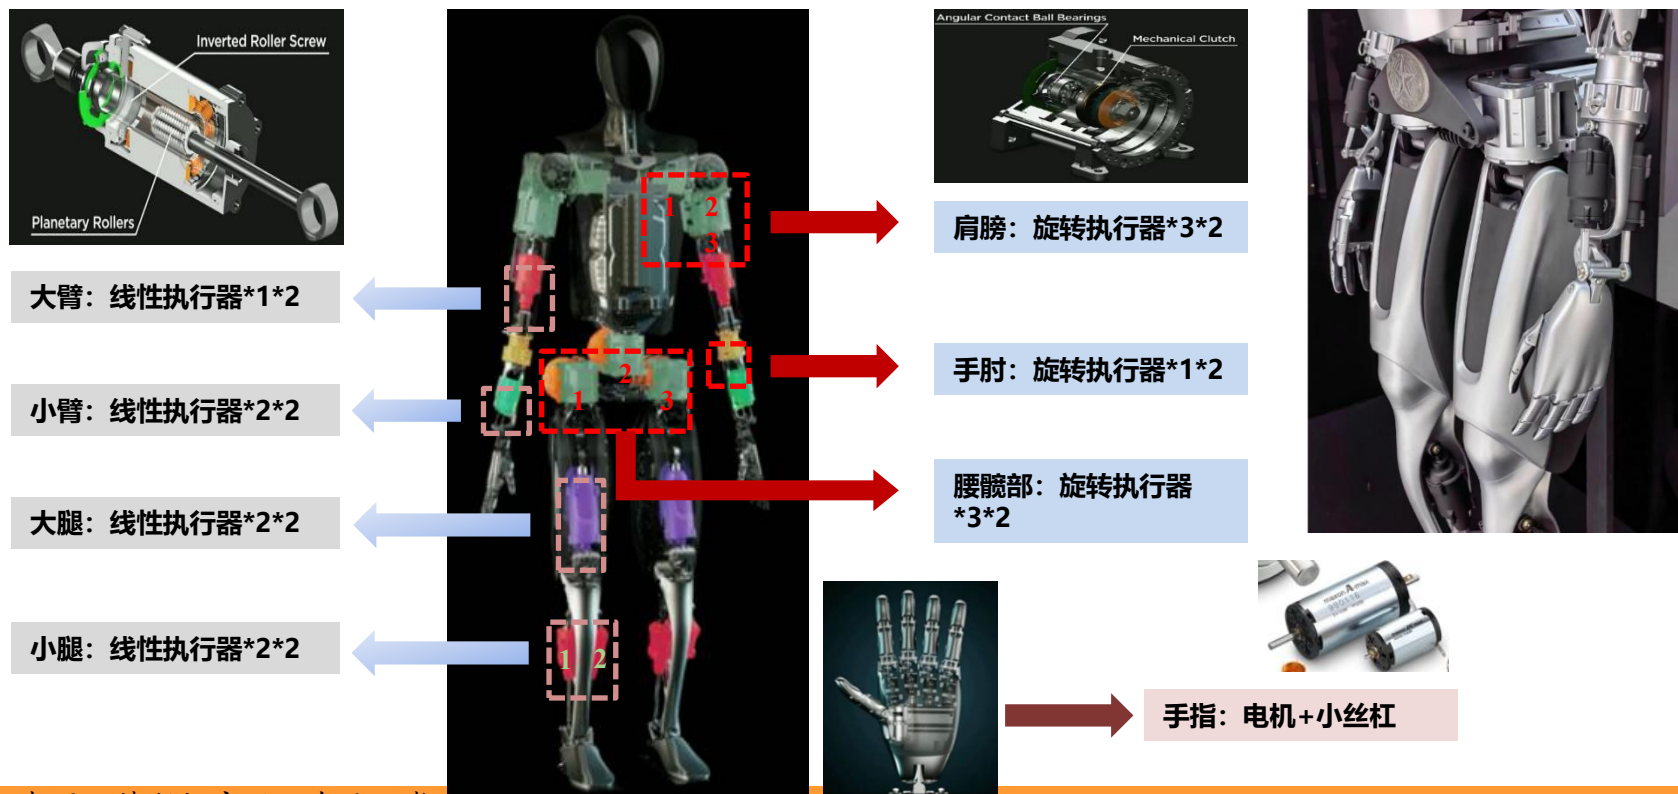 Inverted Roller Screw
Planetary Rollers
Angular Contact Ball Bearings
Mechanical Clutch
1
2
3
肩膀：旋转执行器*3*2
大臂：线性执行器*1*2
手肘：旋转执行器*1*2
2
1
3
小臂：线性执行器*2*2
腰髋部：旋转执行器
*3*2
大腿：线性执行器*2*2
maxon A-max
小腿：线性执行器*2*2
1
2
手指：电机+小丝杠